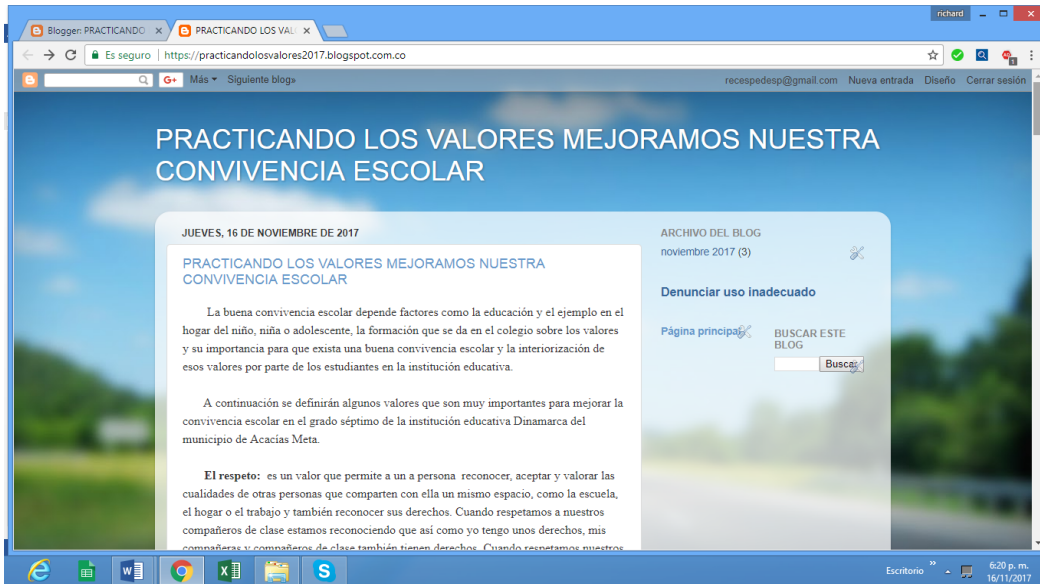 richard
Blogger: PRACTICANDO
PRACTICANDO LOS VAL
Es seguro | https://practicandolosvalores2017.blogspot.com.co
G+ Más Siguiente blog»
recespedesp@gmail.com Nueva entrada Diseño Cerrar sesión
PRACTICANDO LOS VALORES MEJORAMOS NUESTRA
CONVIVENCIA ESCOLAR
JUEVES, 16 DE NOVIEMBRE DE 2017
PRACTICANDO LOS VALORES MEJORAMOS NUESTRA
CONVIVENCIA ESCOLAR
La buena convivencia escolar depende factores como la educación y el ejemplo en el
hogar del niño, niña o adolescente, la formación que se da en el colegio sobre los valores
y su importancia para que exista una buena convivencia escolar y la interiorización de
esos valores por parte de los estudiantes en la institución educativa.
A continuación se definirán algunos valores que son muy importantes para mejorar la
convivencia escolar en el grado séptimo de la institución educativa Dinamarca del
municipio de Acacías Meta.
El respeto: es un valor que permite a un a persona reconocer, aceptar y valorar las
cualidades de otras personas que comparten con ella un mismo espacio, como la escuela,
el hogar o el trabajo y también reconocer sus derechos. Cuando respetamos a nuestros
compañeros de clase estamos reconociendo que así como yo tengo unos derechos, mis
compañeras y compañeros de clase también tienen derechos. Cuando respetamos nuestros
ARCHIVO DEL BLOG
noviembre 2017 (3)
Denunciar uso inadecuado
Página principal
BUSCAR ESTE
BLOG
Buscar
Escritorio
6:20 p. m.
16/11/2017